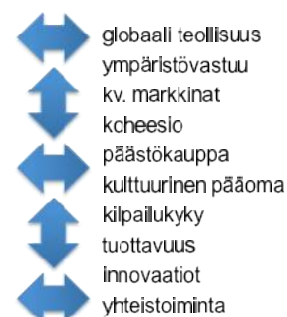 globaali teollisuus
ympäristövastuu
kv. markkinat
koheesio
päästökauppa
kulttuurinen pääoma
kilpailukyky
tuottavuus
innovaatiot
yhteistoiminta